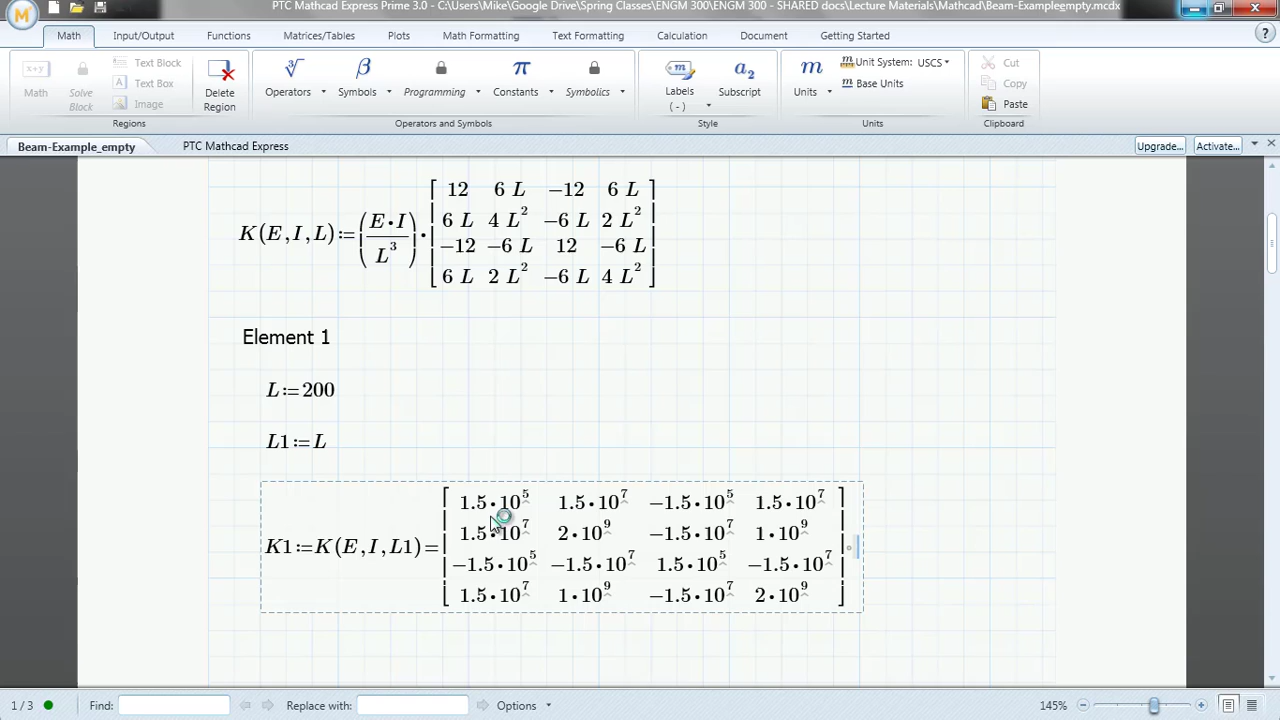 PTC Mathcad Express Prime 3.0 - C:\Users\Mike\Google Drive\Spring Classes\ENGM 300\ENGM 300 - SHARED docs\Lecture Materials\Mathcad\Beam-Example_empty.mcdx
Math Input/Output Functions Matrices/Tables Plots Math Formatting Text Formatting Calculation Document Getting Started
Math Solve Block Text Block Text Box Image Delete Region
Operators Symbols Programming Constants Symbolics
Labels (-) Subscript
Units Unit System: USCS Base Units
Cut Copy Paste
Regions Operators and Symbols Style Units Clipboard
Beam-Example_empty PTC Mathcad Express Upgrade... Activate...
K(E,I,L):=(E·I/L³)·[
12 6 L −12 6 L
6 L 4 L² −6 L 2 L²
−12 −6 L 12 −6 L
6 L 2 L² −6 L 4 L²
]
Element 1
L:=200
L1:=L
K1:=K(E,I,L1)=[
1.5·10⁵ 1.5·10⁷ −1.5·10⁵ 1.5·10⁷
1.5·10⁷ 2·10⁹ −1.5·10⁷ 1·10⁹
−1.5·10⁵ −1.5·10⁷ 1.5·10⁵ −1.5·10⁷
1.5·10⁷ 1·10⁹ −1.5·10⁷ 2·10⁹
]
1 / 3 Find: Replace with: Options 145%